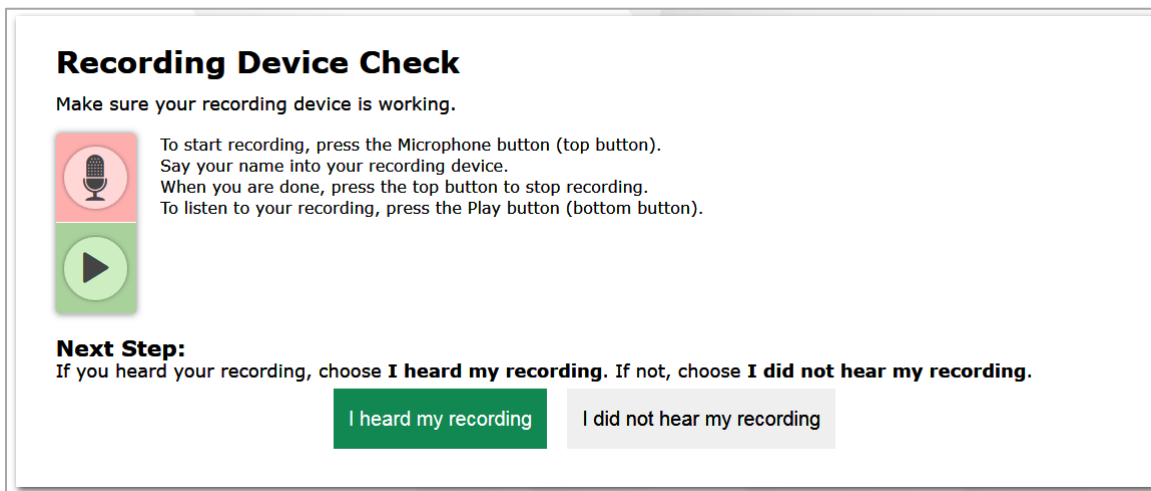 Recording Device Check
Make sure your recording device is working.
To start recording, press the Microphone button (top button).
Say your name into your recording device.
When you are done, press the top button to stop recording.
To listen to your recording, press the Play button (bottom button).
Next Step:
If you heard your recording, choose I heard my recording. If not, choose I did not hear my recording.
I heard my recording
I did not hear my recording